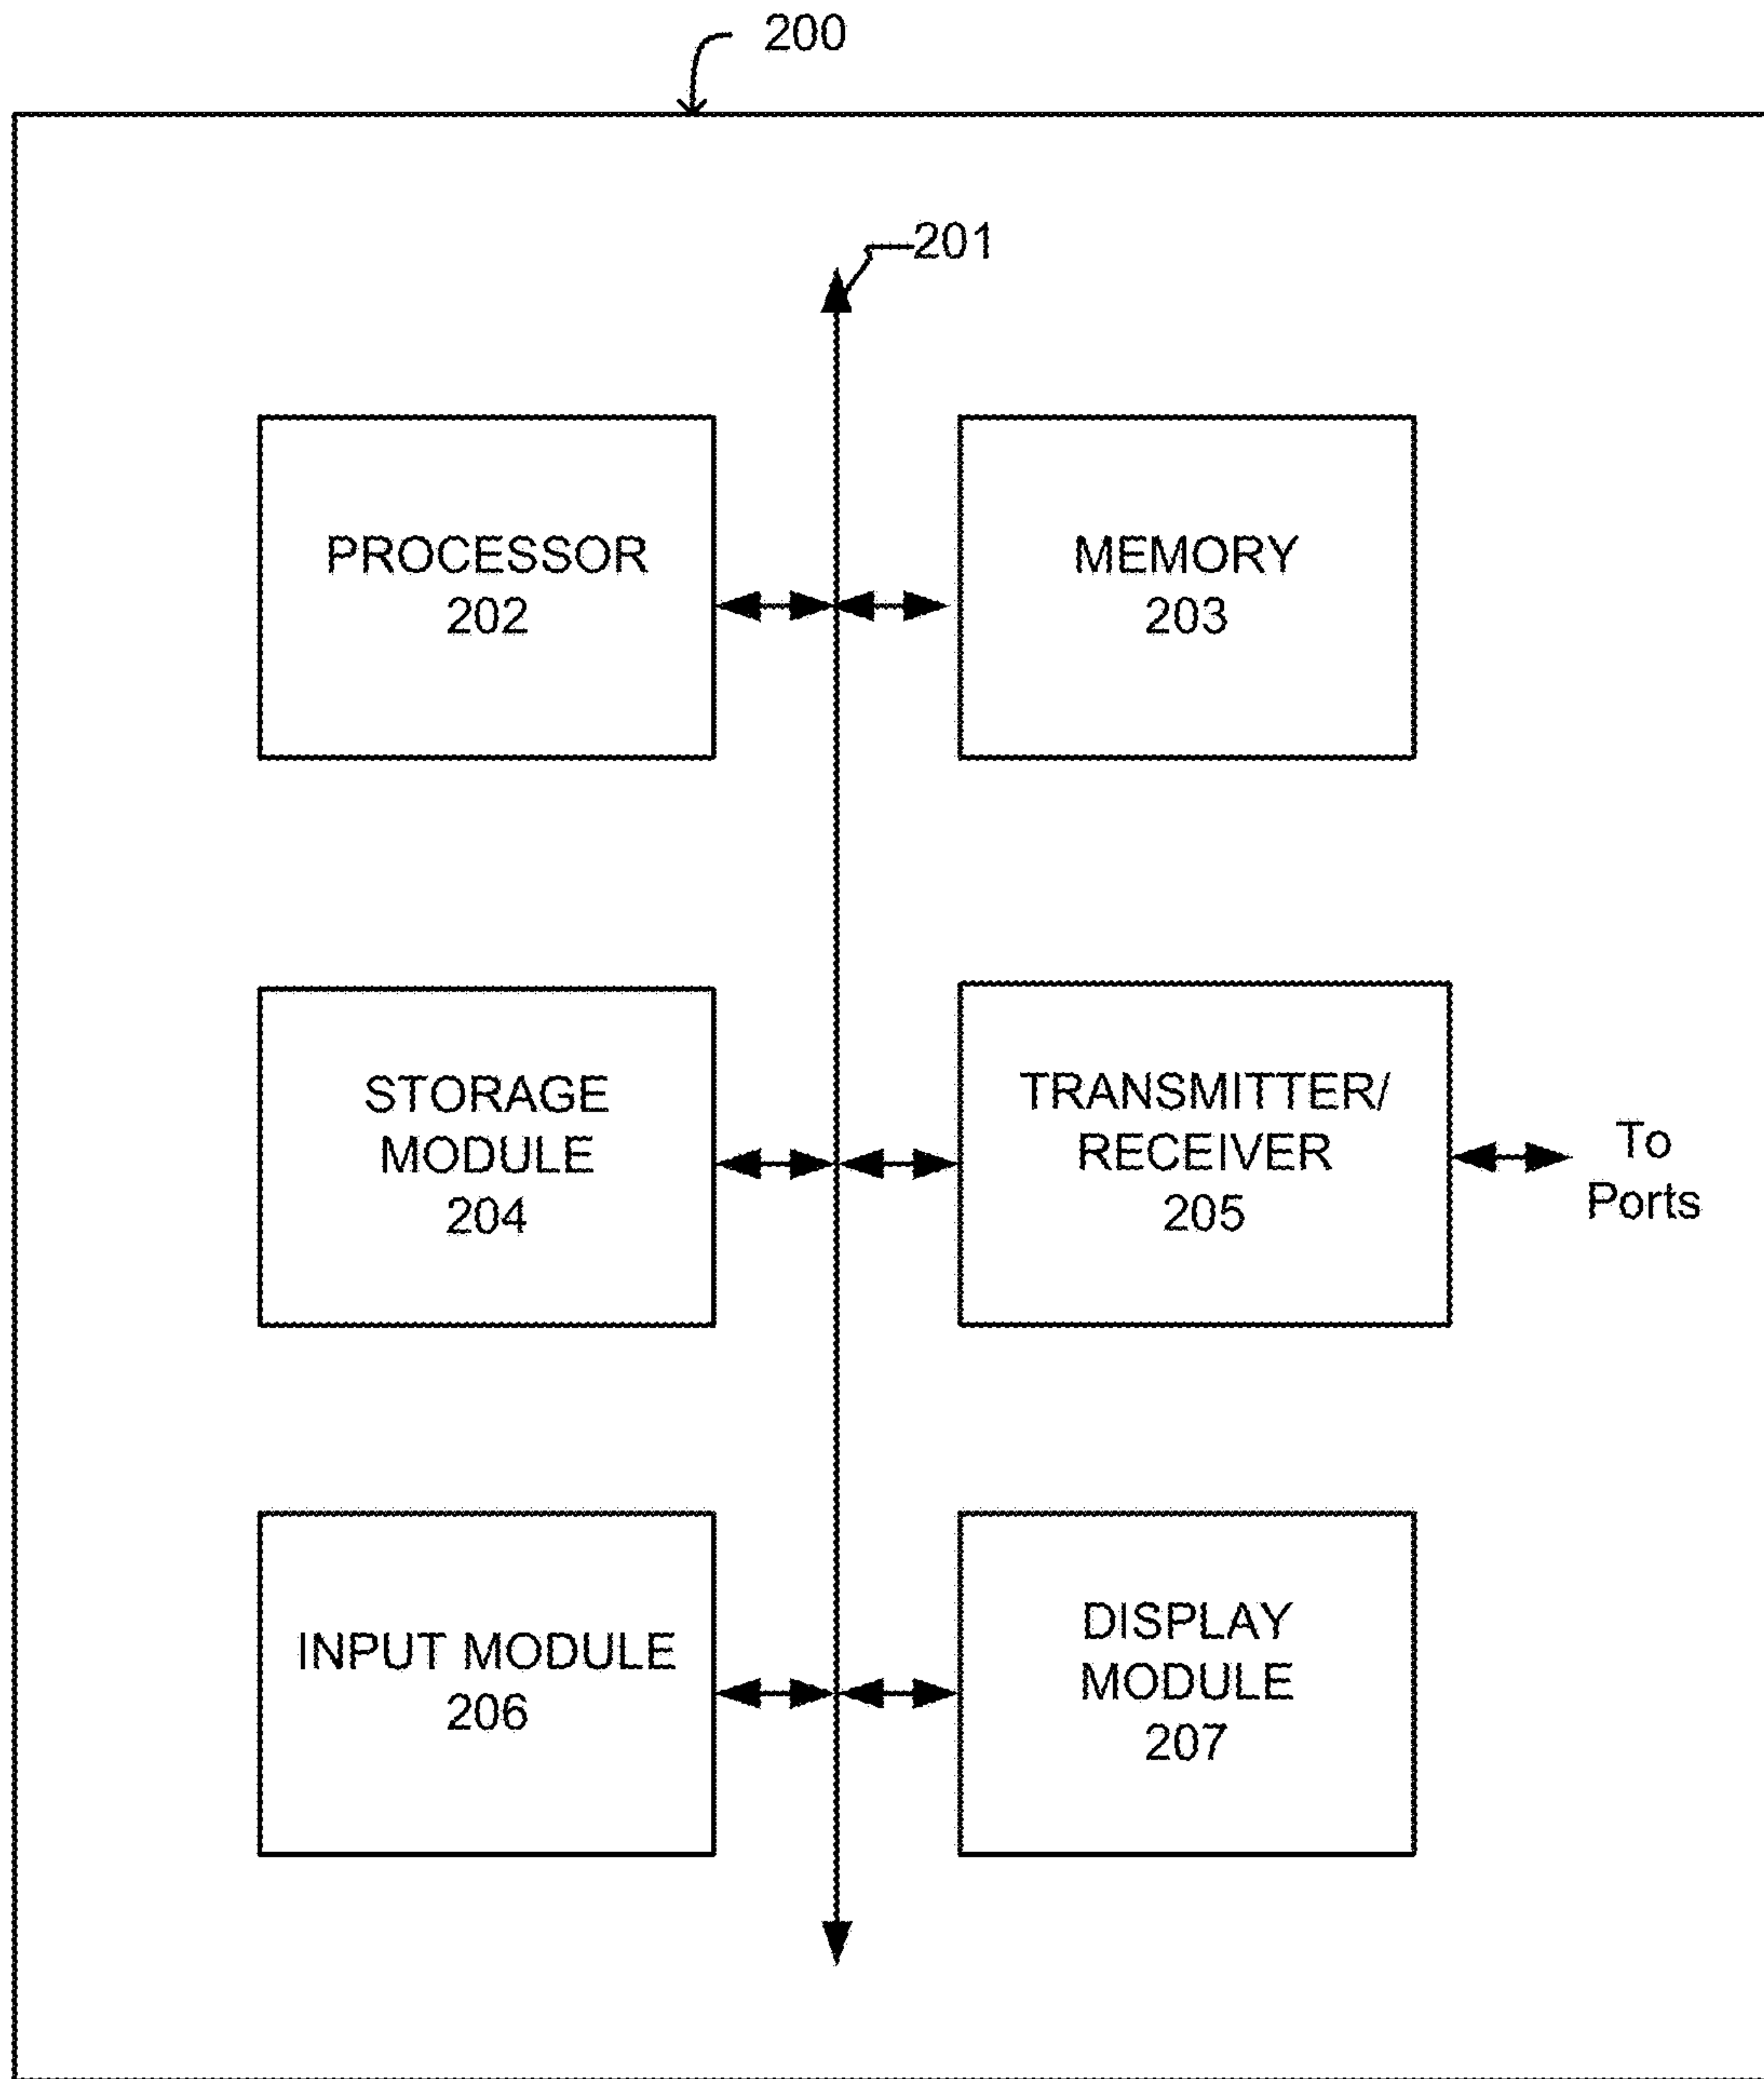 200
201
PROCESSOR
202
MEMORY
203
STORAGE
MODULE
204
TRANSMITTER/
RECEIVER
205
To
Ports
INPUT MODULE
206
DISPLAY
MODULE
207